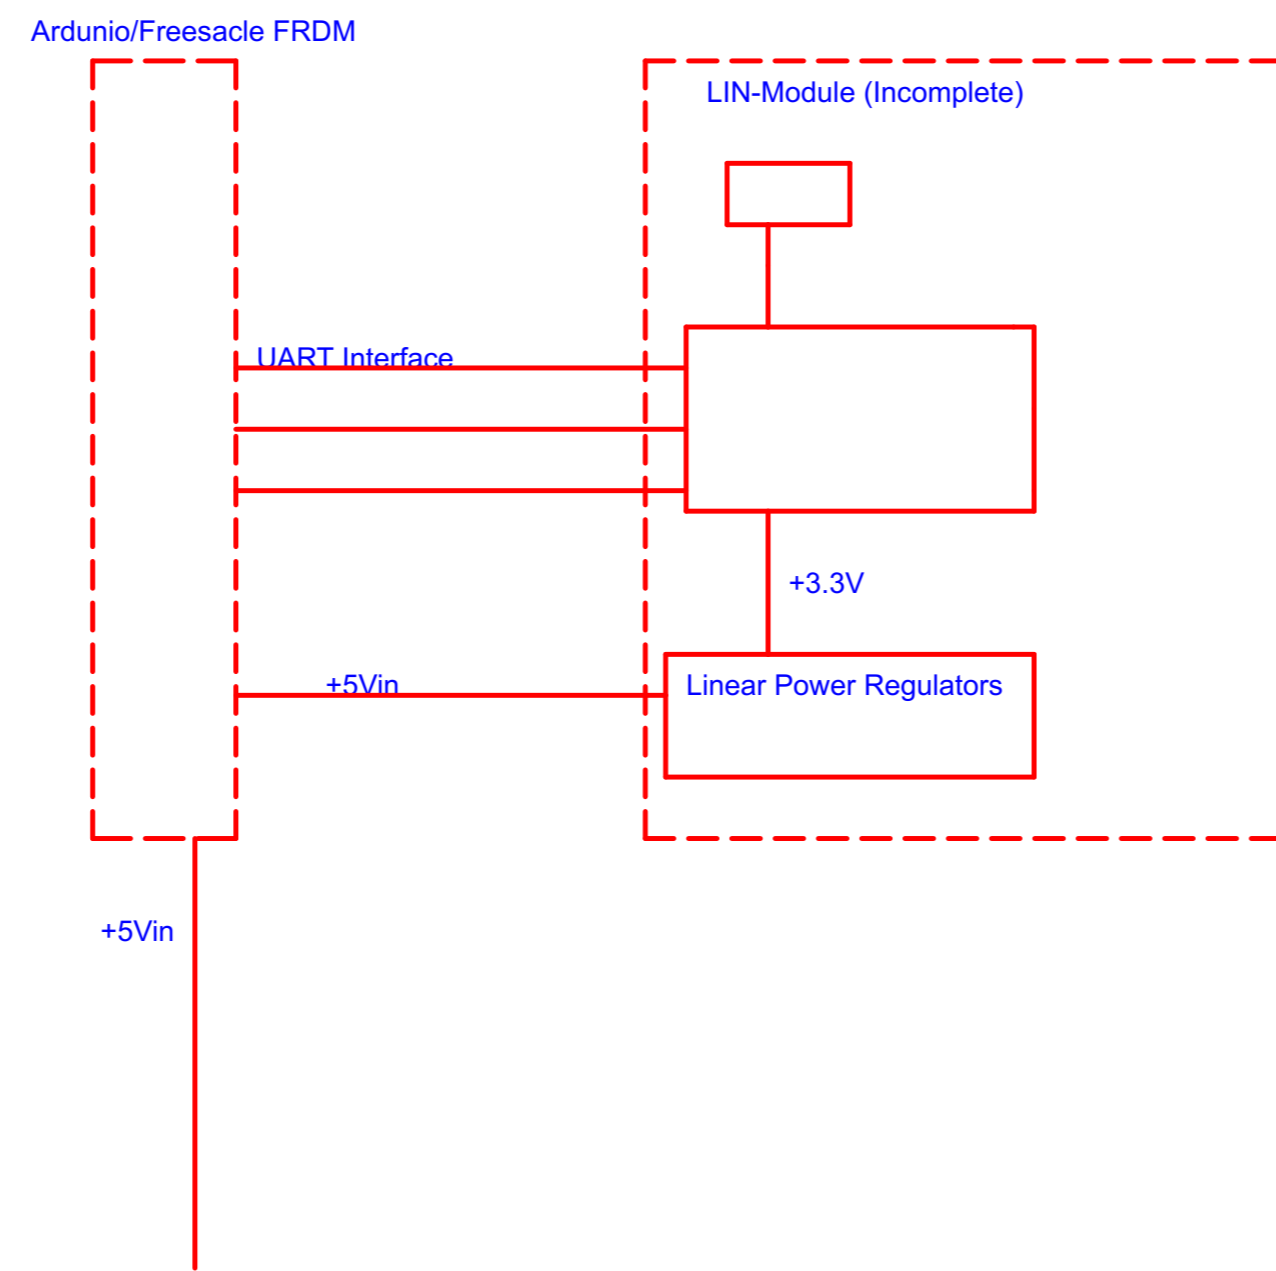 Ardunio/Freesacle FRDM
LIN-Module (Incomplete)
UART Interface
+3.3V
+5Vin
Linear Power Regulators
+5Vin